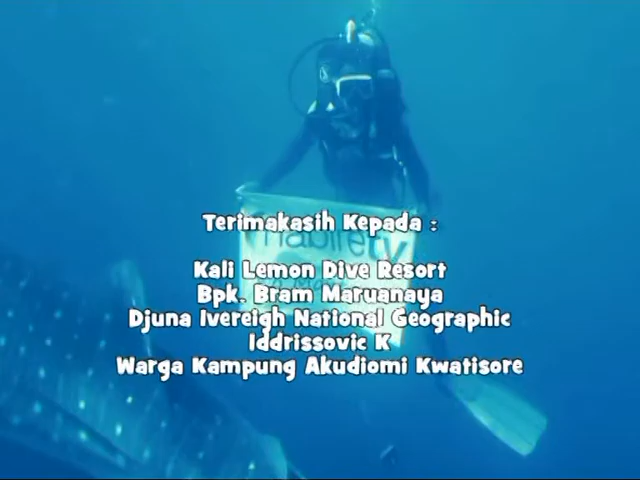 Terimakasih Kepada :
Kali Lemon Dive Resort
Bpk. Bram Maruanaya
Djuna Ivereigh National Geographic
Iddrissovic K
Warga Kampung Akudiomi Kwatisore